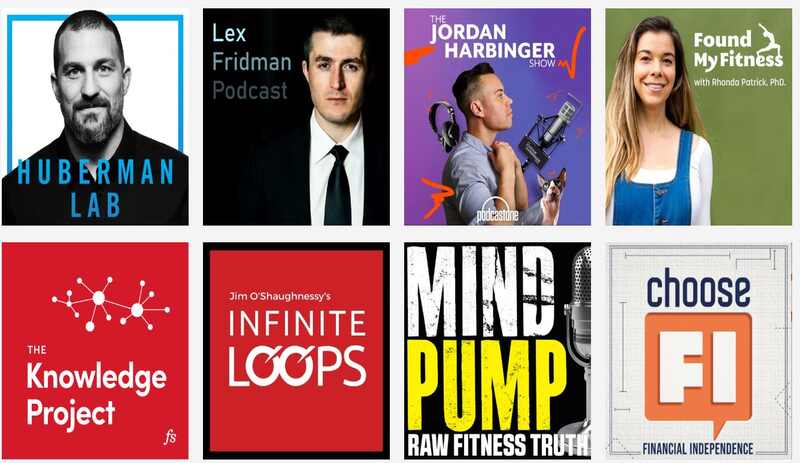 HUBERMAN
LAB
Lex
Fridman
Podcast
THE
JORDAN
HARBINGER
SHOW
podcastone
Found
My Fitness
with Rhonda Patrick, PhD.
THE
Knowledge
Project
fs
Jim O'Shaughnessy's
INFINITE
LOOPS
MIND
PUMP
RAW FITNESS TRUTH
choose
FI
FINANCIAL INDEPENDENCE